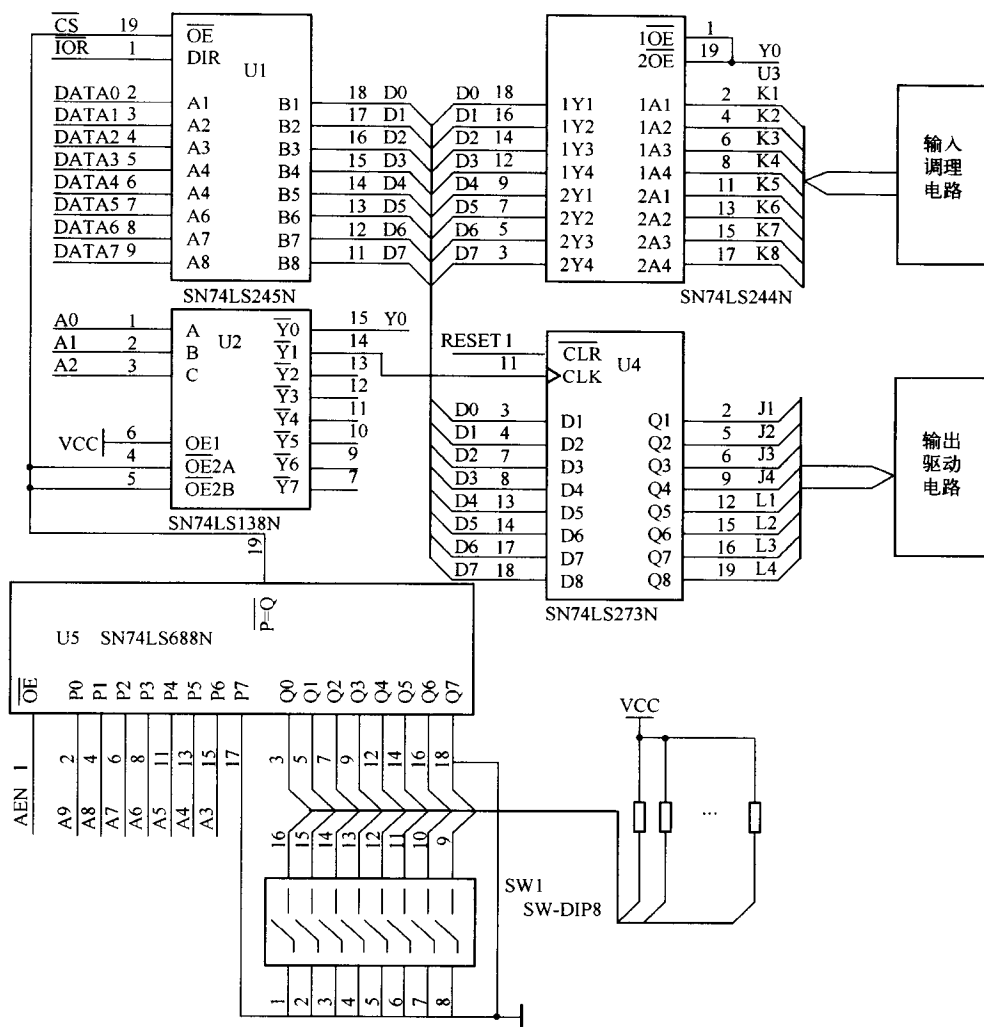 CS 19 OE
IOR 1 DIR
U1
DATA0 2 A1 B1 18 D0
DATA1 3 A2 B2 17 D1
DATA2 4 A3 B3 16 D2
DATA3 5 A4 B4 15 D3
DATA4 6 A4 B5 14 D4
DATA5 7 A6 B6 13 D5
DATA6 8 A7 B7 12 D6
DATA7 9 A8 B8 11 D7
SN74LS245N
1OE 1
2OE 19 Y0
U3
D0 18 1Y1 1A1 2 K1
D1 16 1Y2 1A2 4 K2
D2 14 1Y3 1A3 6 K3
D3 12 1Y4 1A4 8 K4
D4 9 2Y1 2A1 11 K5
D5 7 2Y2 2A2 13 K6
D6 5 2Y3 2A3 15 K7
D7 3 2Y4 2A4 17 K8
SN74LS244N
输入
调理
电路
A0 1 A Y0 15 Y0
A1 2 B U2 Y1 14
A2 3 C Y2 13
Y3 12
Y4 11
VCC 6 OE1 Y5 10
4 OE2A Y6 9
5 OE2B Y7 7
SN74LS138N
RESET1 CLR U4
11 CLK
D0 3 D1 Q1 2 J1
D1 4 D2 Q2 5 J2
D2 7 D3 Q3 6 J3
D3 8 D4 Q4 9 J4
D4 13 D5 Q5 12 L1
D5 14 D6 Q6 15 L2
D6 17 D7 Q7 16 L3
D7 18 D8 Q8 19 L4
SN74LS273N
输出
驱动
电路
19
P=Q
U5 SN74LS688N
OE P0 P1 P2 P3 P4 P5 P6 P7 Q0 Q1 Q2 Q3 Q4 Q5 Q6 Q7
1 2 4 6 8 11 13 15 17 3 5 7 9 12 14 16 18
AEN A9 A8 A7 A6 A5 A4 A3
VCC
...
16 15 14 13 12 11 10 9
SW1
SW-DIP8
1 2 3 4 5 6 7 8